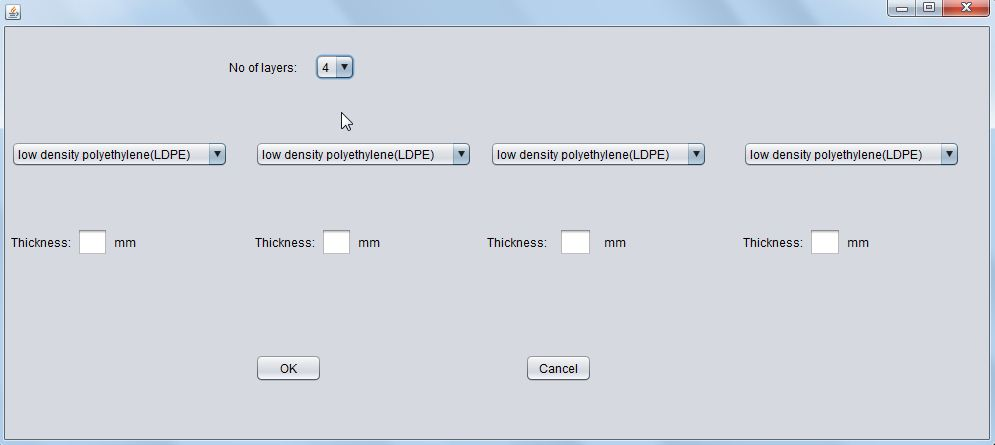 No of layers: 4
low density polyethylene(LDPE) low density polyethylene(LDPE) low density polyethylene(LDPE) low density polyethylene(LDPE)
Thickness: mm Thickness: mm Thickness: mm Thickness: mm
OK Cancel